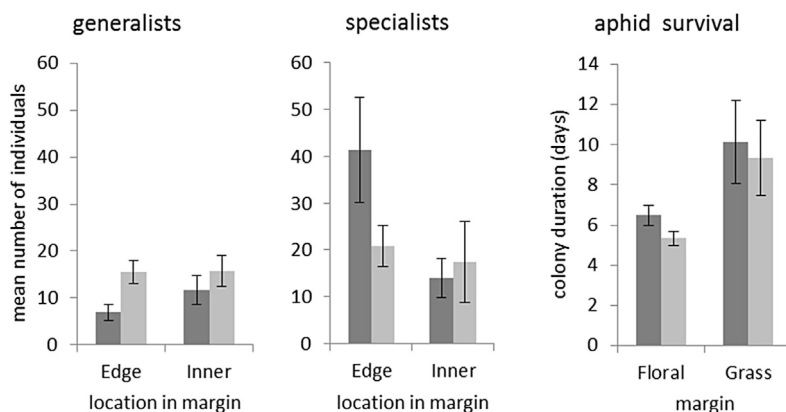 generalists
mean number of individuals
60
50
40
30
20
10
0
Edge Inner
location in margin
specialists
60
50
40
30
20
10
0
Edge Inner
location in margin
aphid survival
colony duration (days)
14
12
10
8
6
4
2
0
Floral Grass
margin